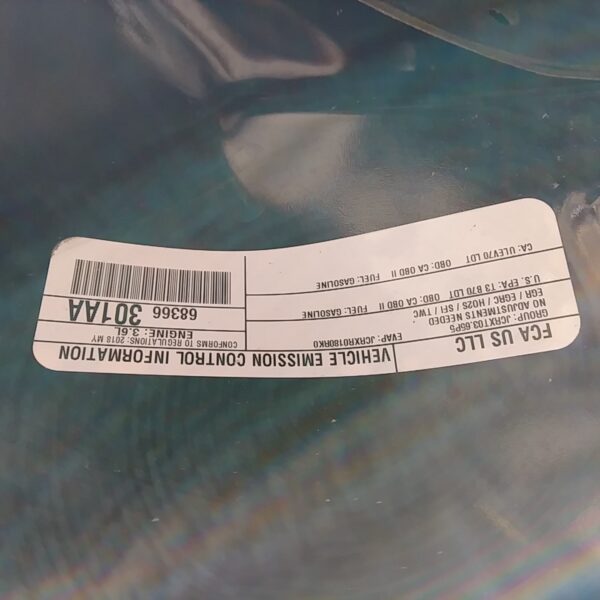 FCA US LLC
VEHICLE EMISSION CONTROL INFORMATION
GROUP: JCRXT03.6SP5
EVAP: JCRXR0180RK0
NO ADJUSTMENTS NEEDED
EGR / EGRC / HO2S / SFI / TWC
CONFORMS TO REGULATIONS: 2018 MY
ENGINE: 3.6L
U.S. EPA: T3 B70 LDT OBD: CA OBD II FUEL: GASOLINE
CA: ULEV70 LDT OBD: CA OBD II FUEL: GASOLINE
68366
301AA